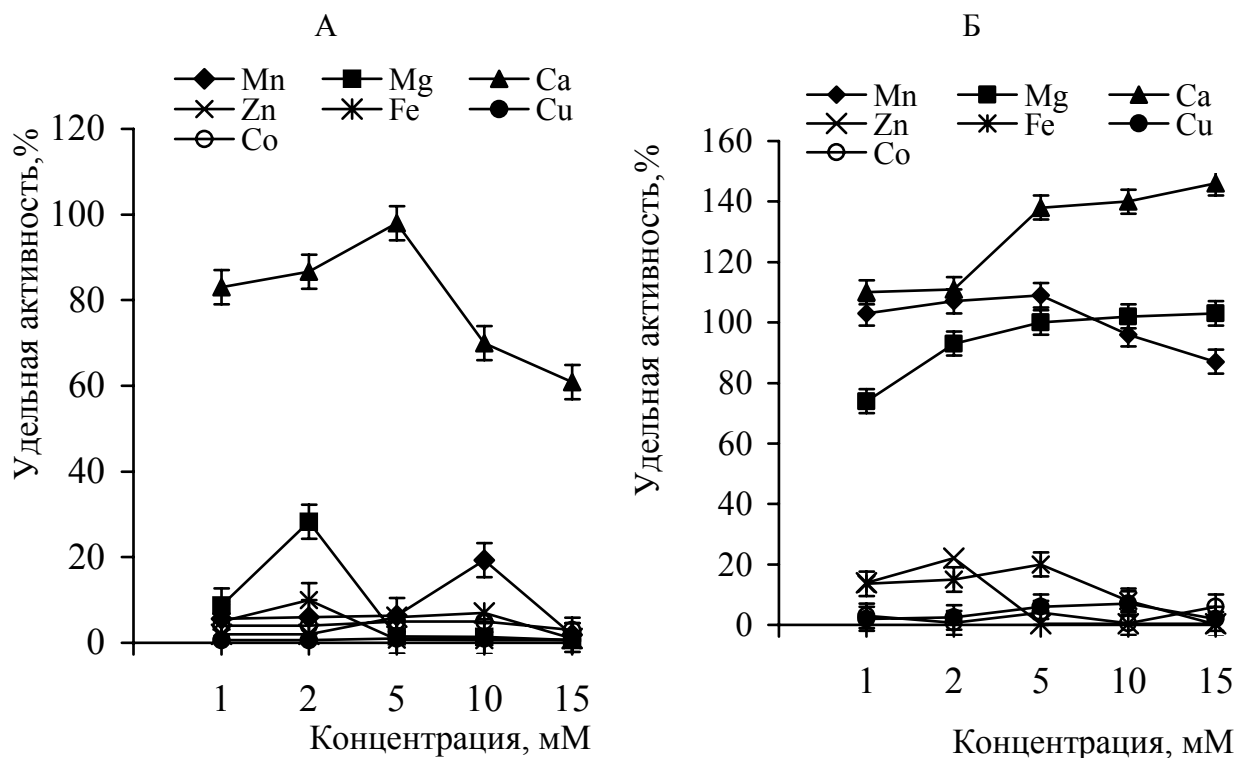 А
Mn Mg Ca
Zn Fe Cu
Co
Удельная активность,%
120
100
80
60
40
20
0
1 2 5 10 15
Концентрация, мМ
Б
Mn Mg Ca
Zn Fe Cu
Co
Удельная активность,%
160
140
120
100
80
60
40
20
0
1 2 5 10 15
Концентрация, мМ